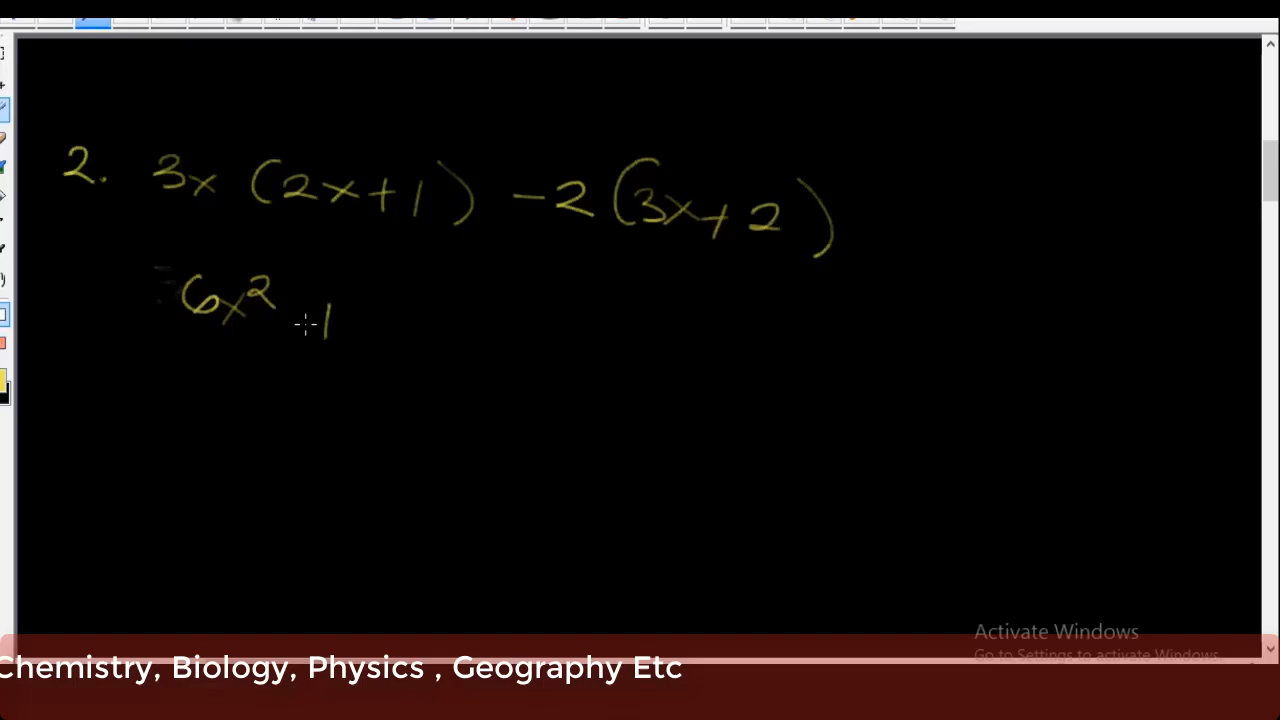 2. 3x (2x+1) -2(3x+2)
= 6x²
Activate Windows
Go to Settings to activate Windows.
Chemistry, Biology, Physics , Geography Etc